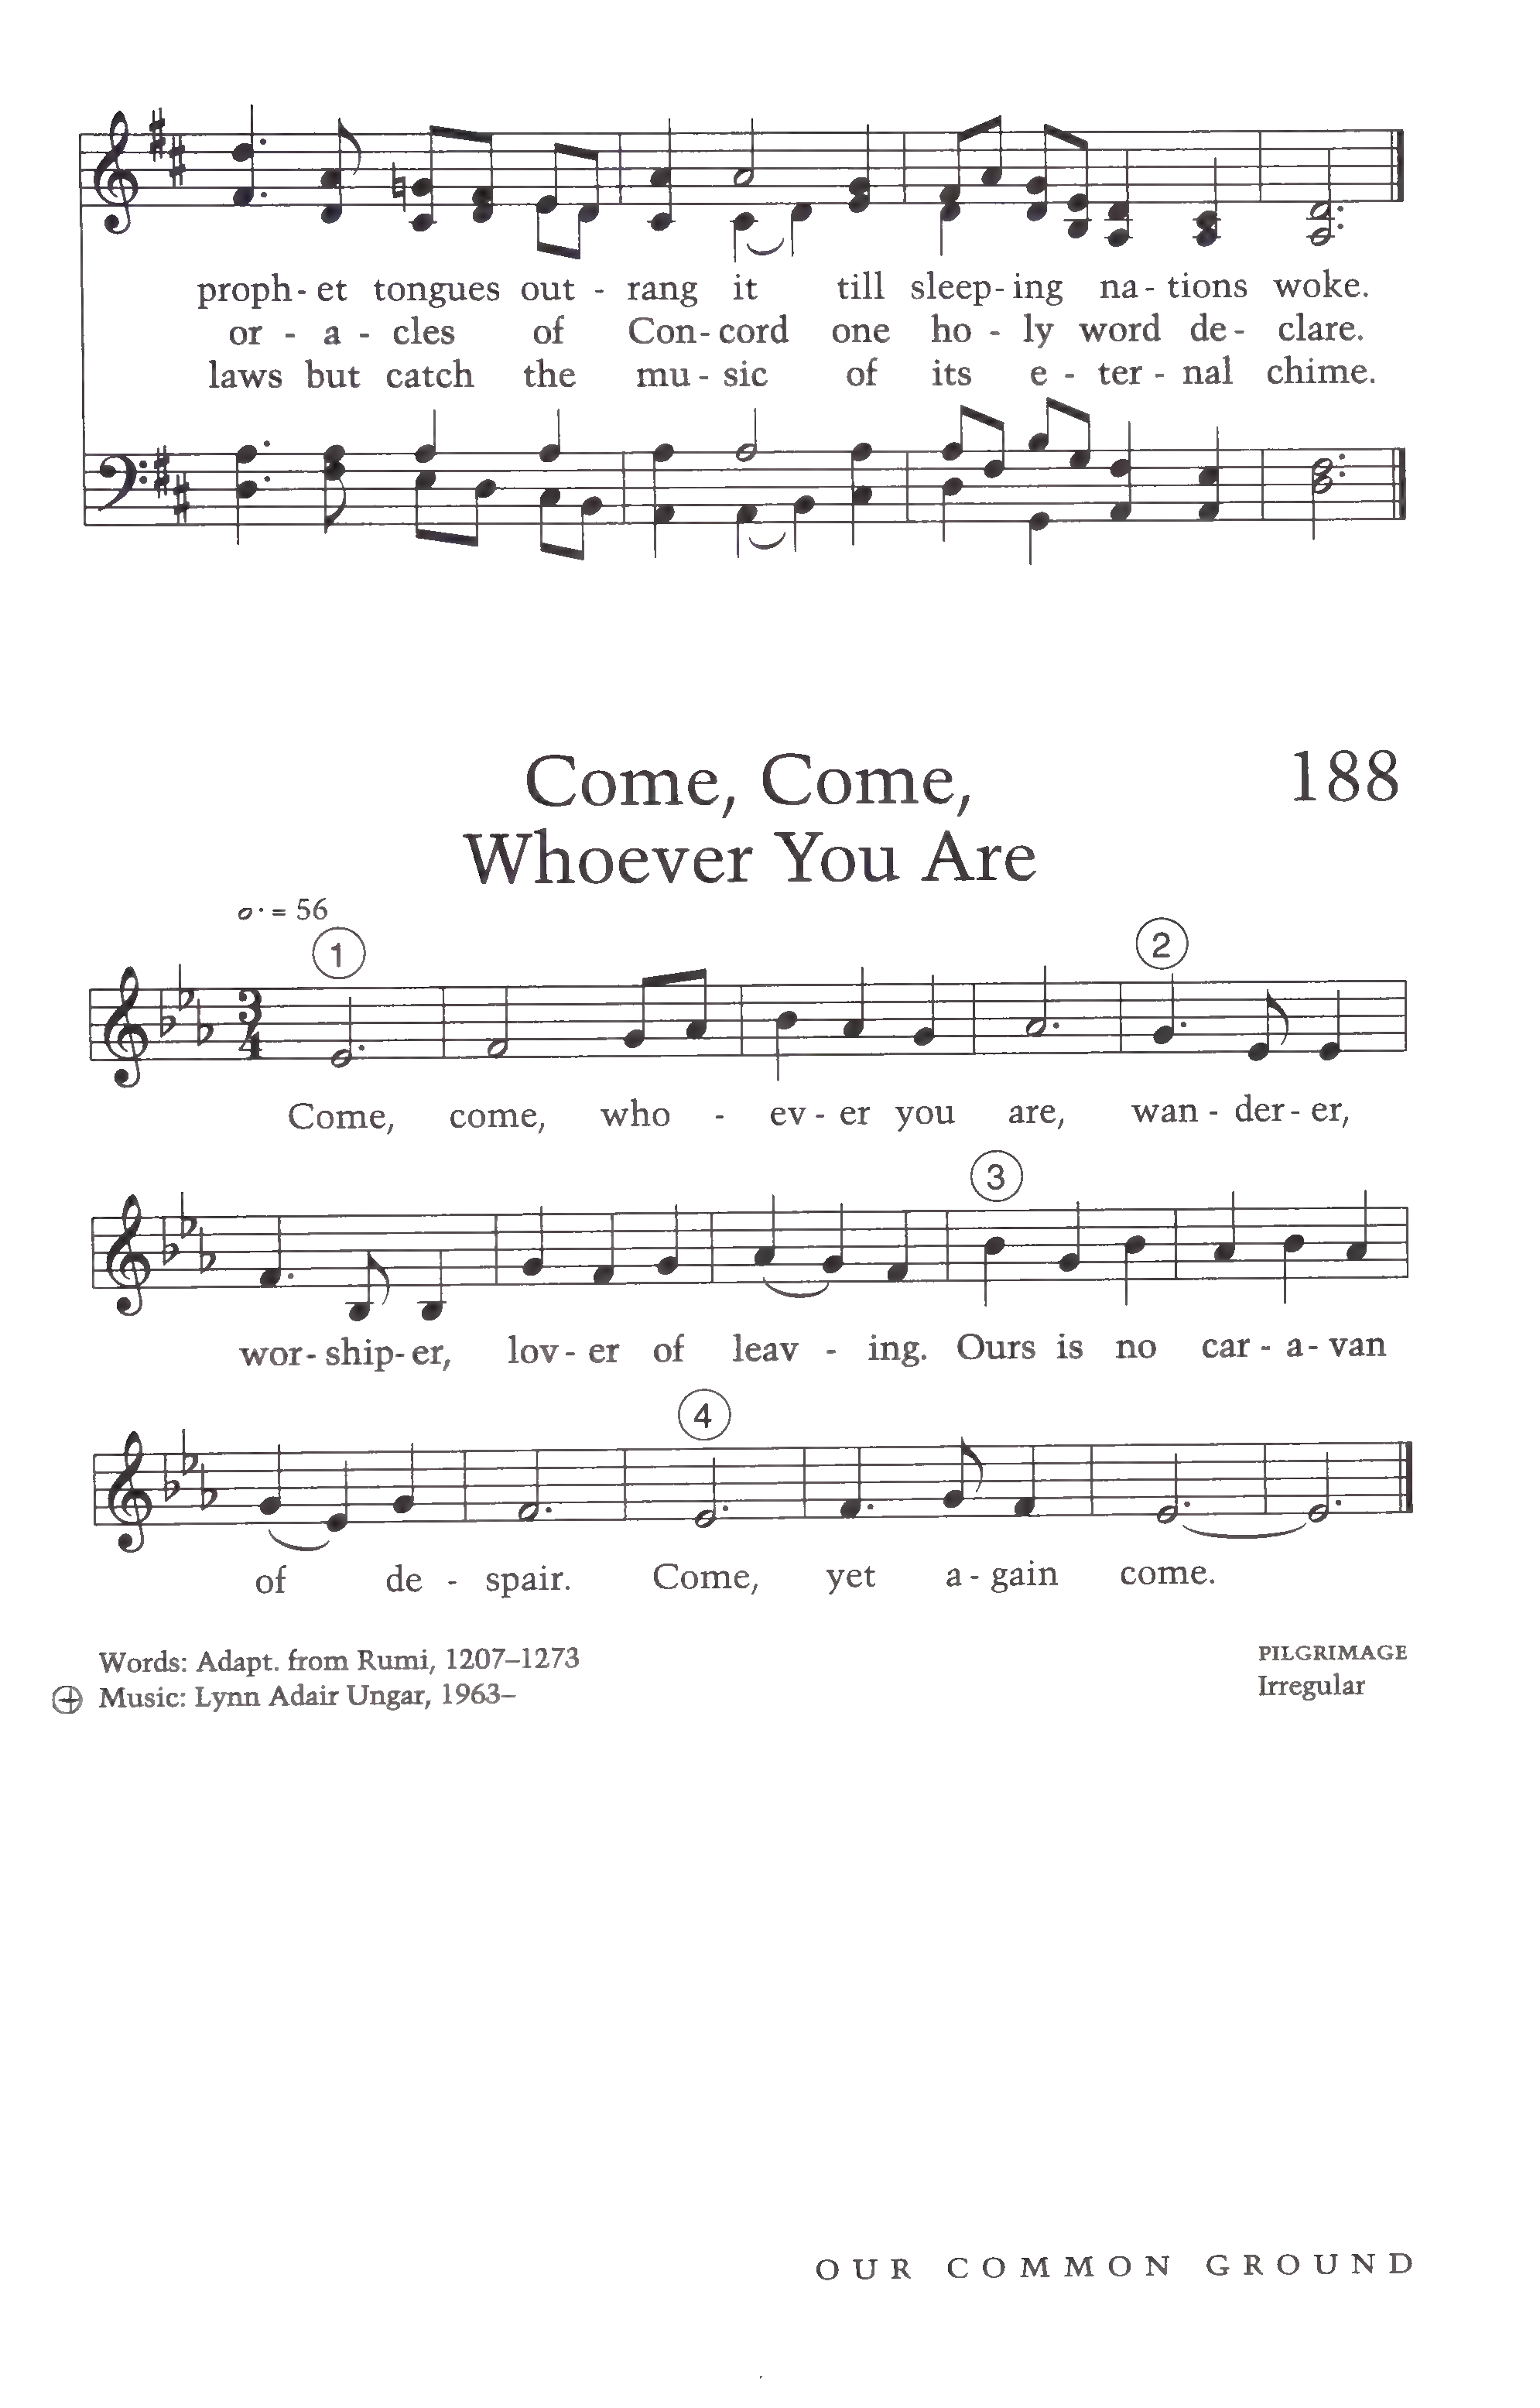 proph- et tongues out - rang it till sleep- ing na- tions woke.
or - a - cles of Con- cord one ho - ly word de - clare.
laws but catch the mu - sic of its e - ter - nal chime.
Come, Come, 188
Whoever You Are
= 56
1 2
3
4
Come, come, who - ev - er you are, wan - der - er,
3
wor- ship- er, lov - er of leav - ing. Ours is no car - a - van
4
of de - spair. Come, yet a - gain come.
Words: Adapt. from Rumi, 1207–1273 PILGRIMAGE
Music: Lynn Adair Ungar, 1963– Irregular
OUR COMMON GROUND